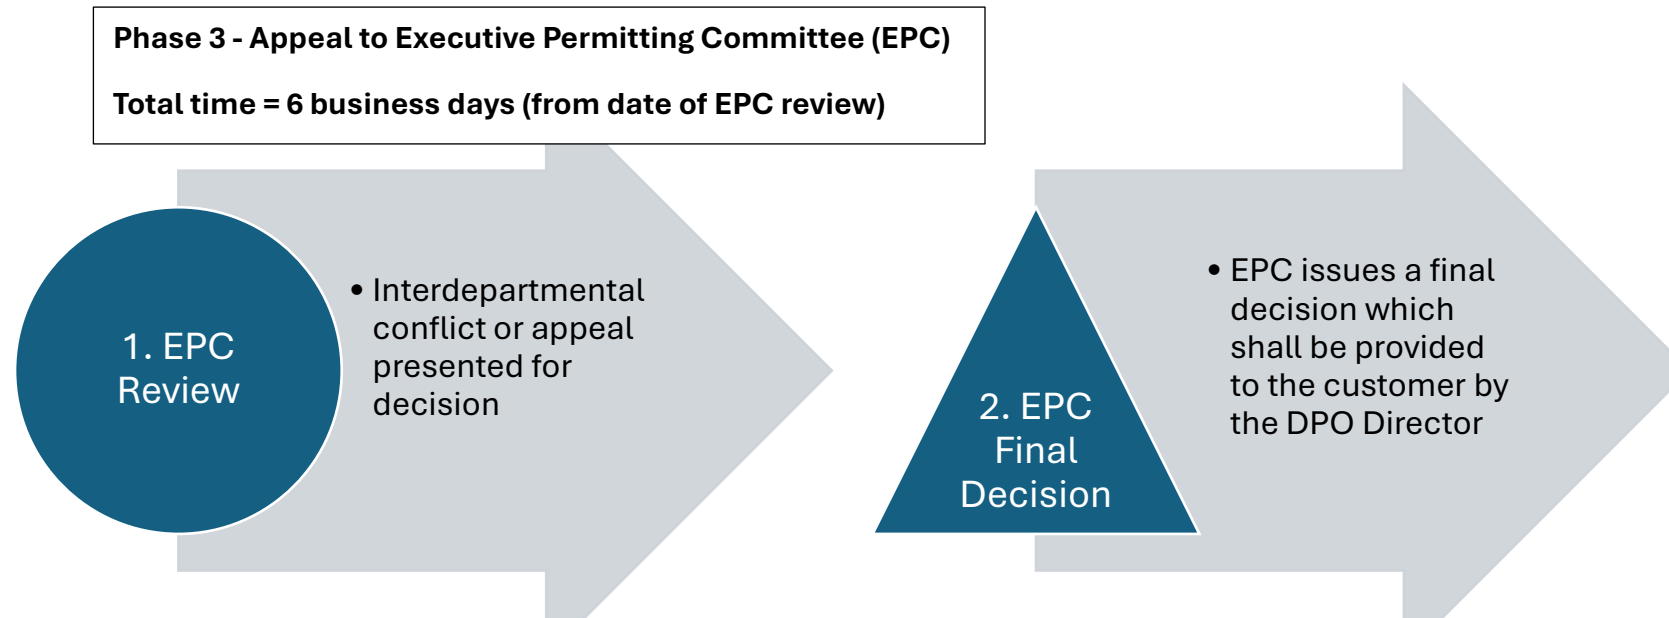 Phase 3 - Appeal to Executive Permitting Committee (EPC)
Total time = 6 business days (from date of EPC review)
1. EPC
Review
• Interdepartmental
conflict or appeal
presented for
decision
2. EPC
Final
Decision
• EPC issues a final
decision which
shall be provided
to the customer by
the DPO Director